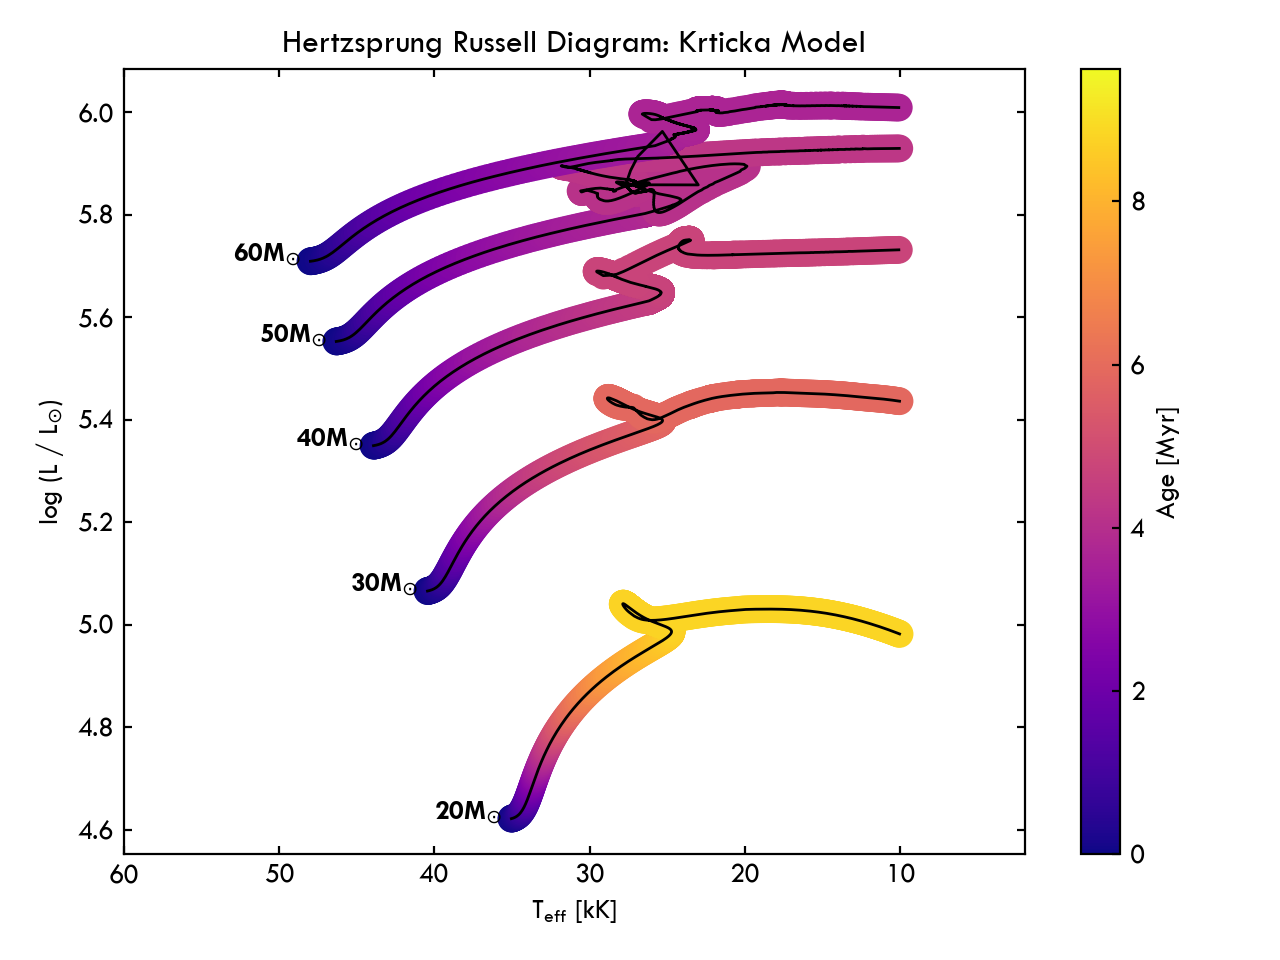 Hertzsprung Russell Diagram: Krticka Model
log (L / L☉)
6.0
5.8
5.6
5.4
5.2
5.0
4.8
4.6
60M☉
50M☉
40M☉
30M☉
20M☉
60
50
40
30
20
10
T_eff [kK]
8
6
4
2
0
Age [Myr]